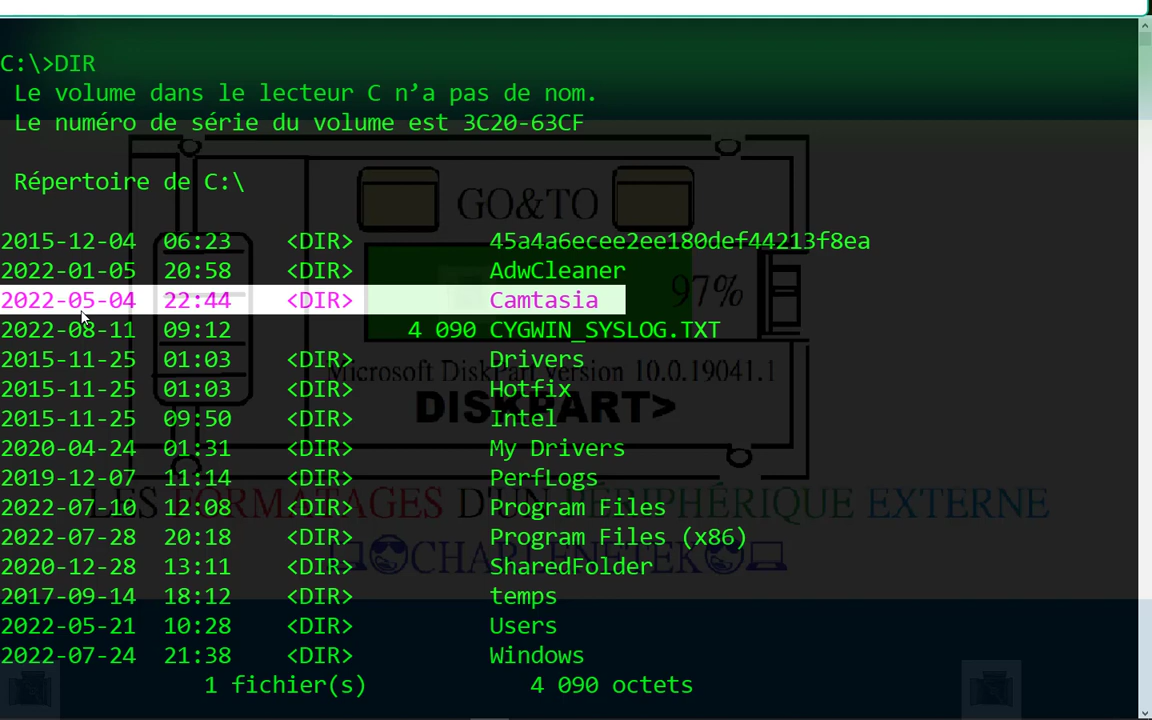 C:\>DIR
Le volume dans le lecteur C n’a pas de nom.
Le numéro de série du volume est 3C20-63CF
Répertoire de C:\
GO&TO
2015-12-04 06:23 <DIR> 45a4a6ecee2ee180def44213f8ea
2022-01-05 20:58 <DIR> AdwCleaner
2022-05-04 22:44 <DIR> Camtasia
97%
2022-08-11 09:12 4 090 CYGWIN_SYSLOG.TXT
2015-11-25 01:03 <DIR> Drivers
Microsoft DiskPart version 10.0.19041.1
2015-11-25 01:03 <DIR> Hotfix
DISKPART>
2015-11-25 09:50 <DIR> Intel
2020-04-24 01:31 <DIR> My Drivers
2019-12-07 11:14 <DIR> PerfLogs
LES FORMATAGES D'UN PÉRIPHÉRIQUE EXTERNE
2022-07-10 12:08 <DIR> Program Files
2022-07-28 20:18 <DIR> Program Files (x86)
CHARLENETEK
2020-12-28 13:11 <DIR> SharedFolder
2017-09-14 18:12 <DIR> temps
2022-05-21 10:28 <DIR> Users
2022-07-24 21:38 <DIR> Windows
1 fichier(s) 4 090 octets